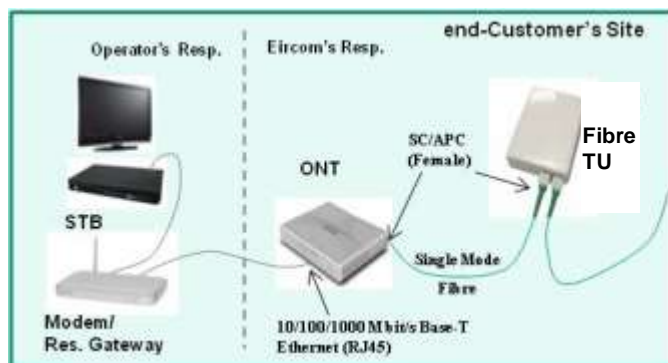 end-Customer's Site
Operator's Resp.
Eircom's Resp.
SC/APC
(Female)
Fibre
TU
ONT
STB
Single Mode
Fibre
Modem/
Res. Gateway
10/100/1000 Mbit/s Base-T
Ethernet (RJ45)